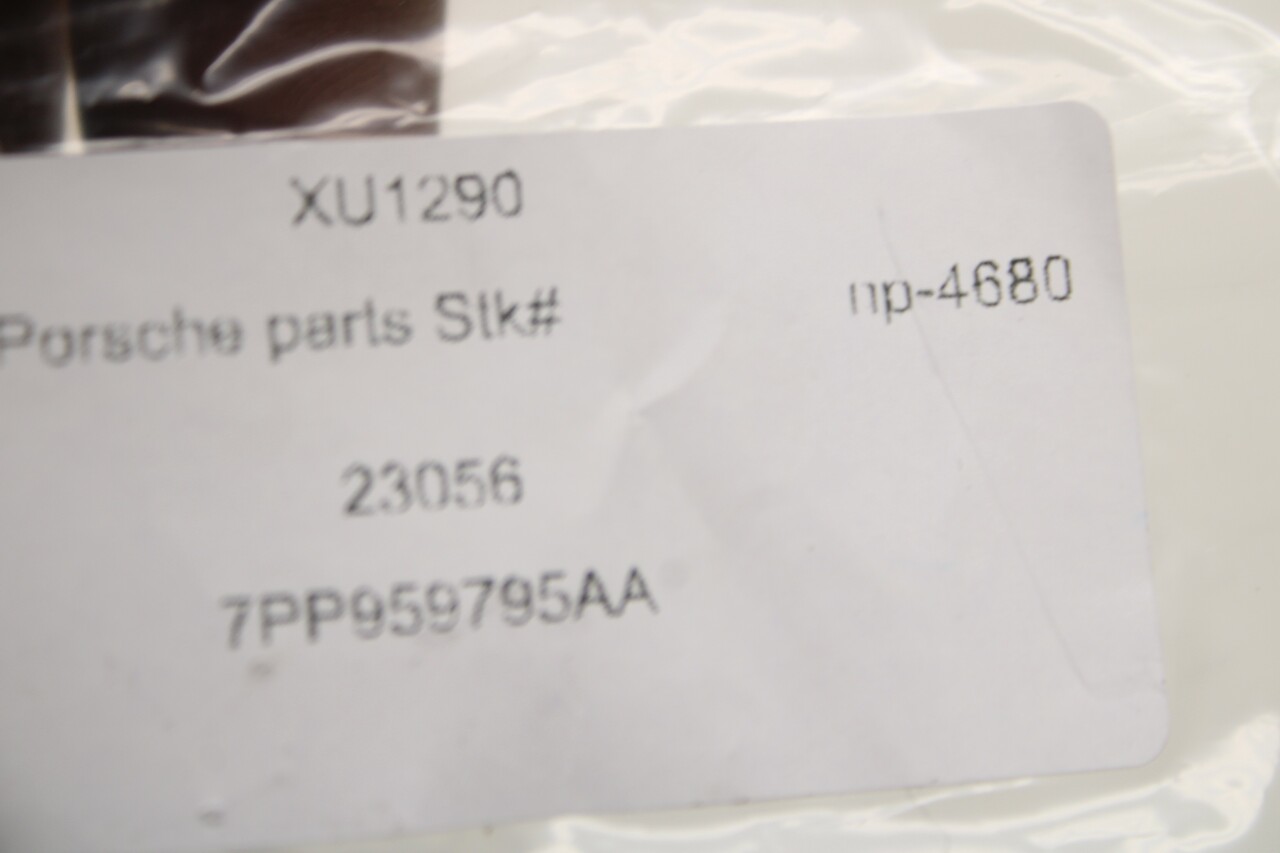 XU1290
Porsche parts Stk#
np-4680
23056
7PP959795AA